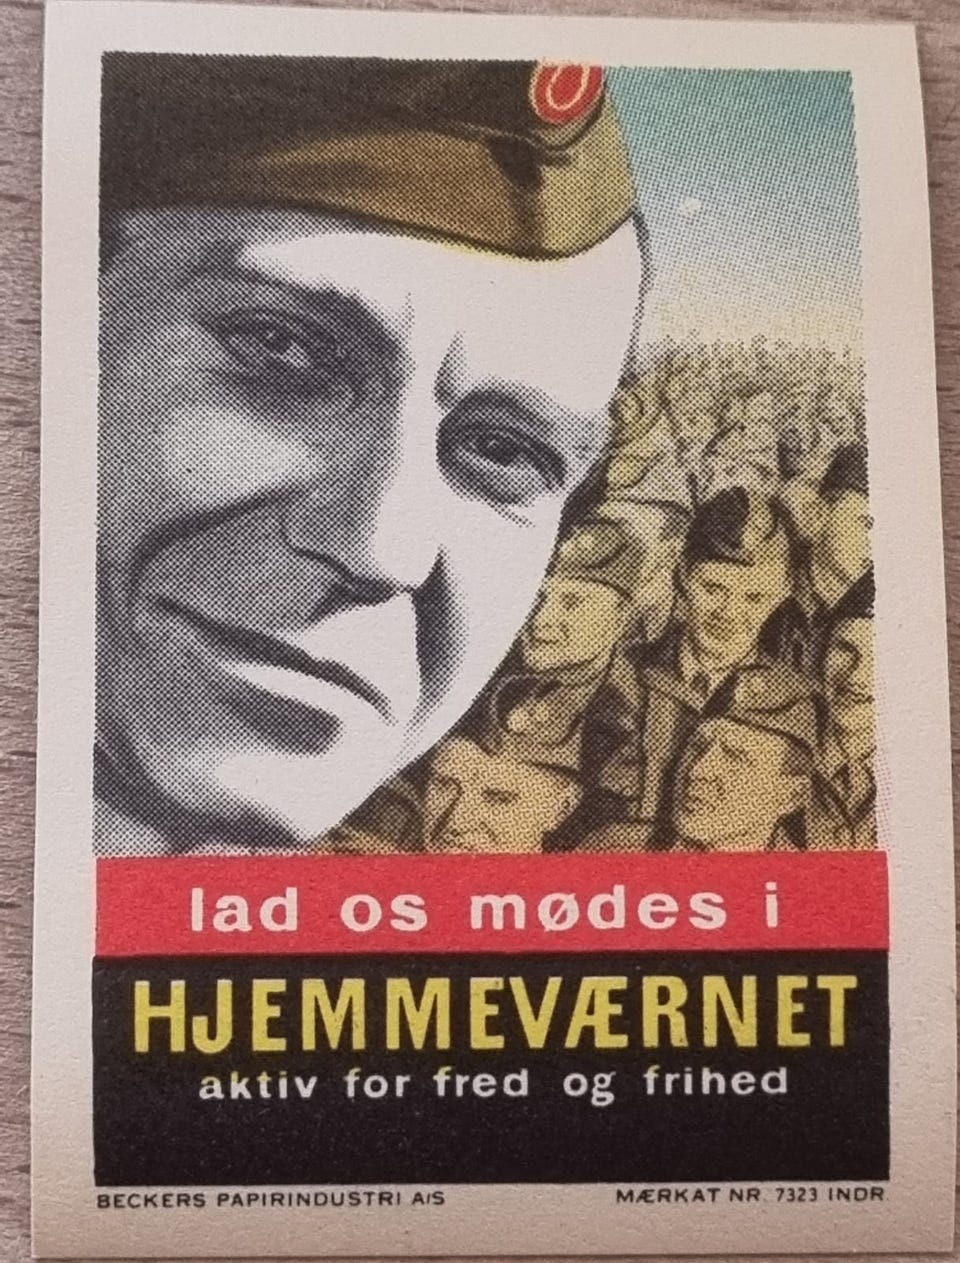 lad os mødes i
HJEMMEVÆRNET
aktiv for fred og frihed
BECKERS PAPIRINDUSTRI A/S MÆRKAT NR. 7323 INDR.